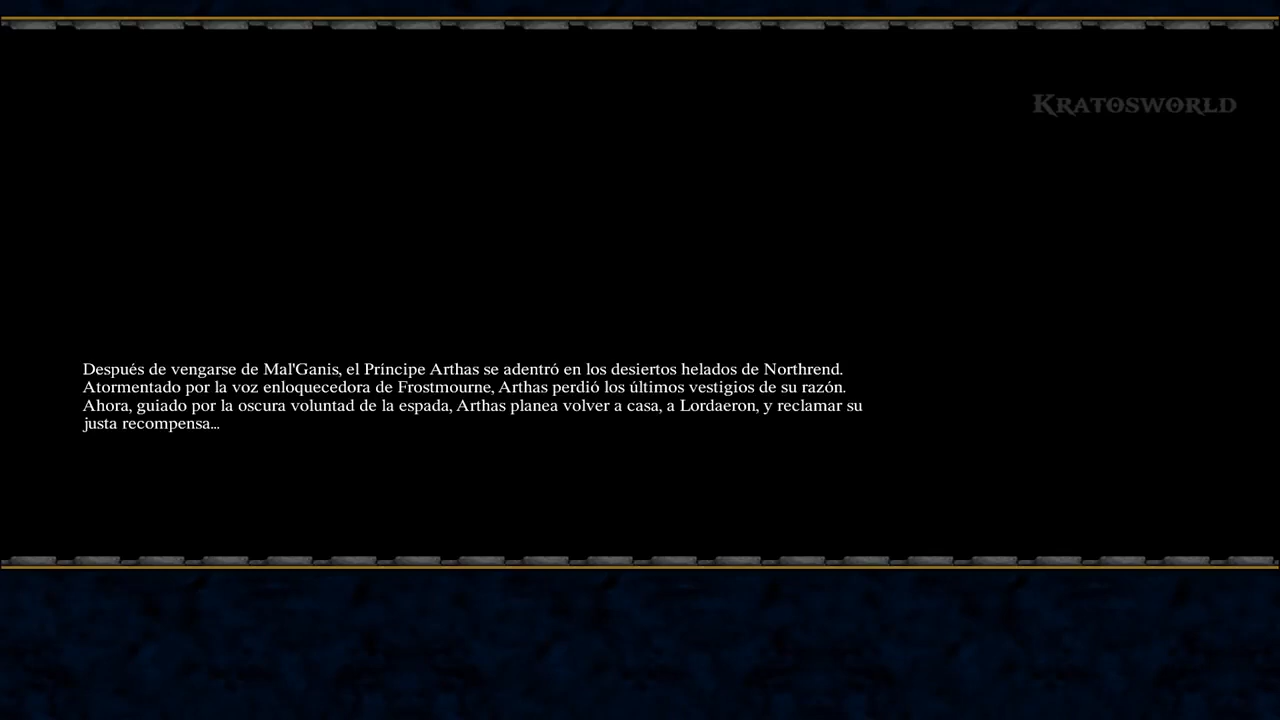 KRATOSWORLD
Después de vengarse de Mal'Ganis, el Príncipe Arthas se adentró en los desiertos helados de Northrend.
Atormentado por la voz enloquecedora de Frostmourne, Arthas perdió los últimos vestigios de su razón.
Ahora, guiado por la oscura voluntad de la espada, Arthas planea volver a casa, a Lordaeron, y reclamar su
justa recompensa...